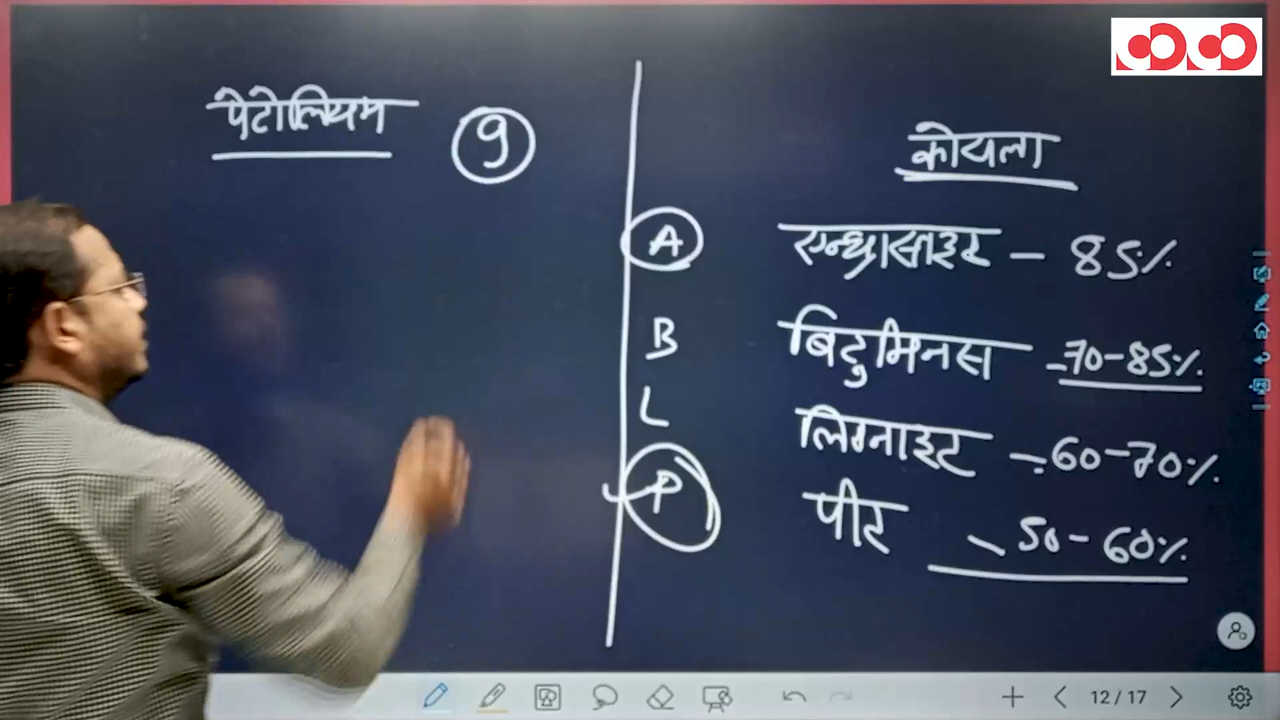 पेटोलियम 9
कोयला
A एन्थ्रासाइट - 85%
B बिटुमिनस - 70-85%
L लिग्नाइट - 60-70%
P पीट - 50-60%
12 / 17